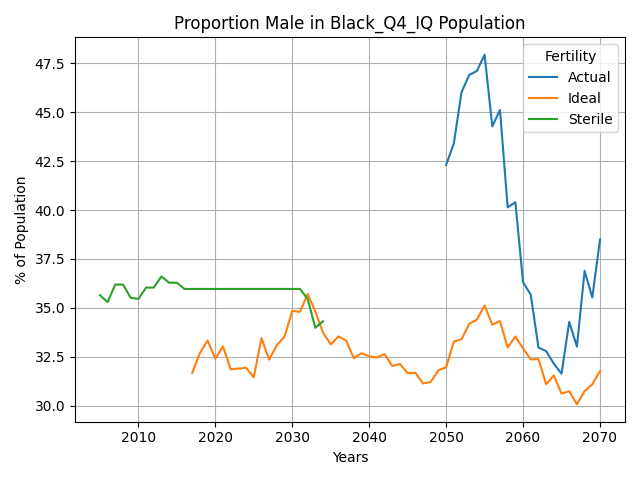 Proportion Male in Black_Q4_IQ Population
Fertility
Actual
Ideal
Sterile
% of Population
47.5
45.0
42.5
40.0
37.5
35.0
32.5
30.0
2010
2020
2030
2040
2050
2060
2070
Years